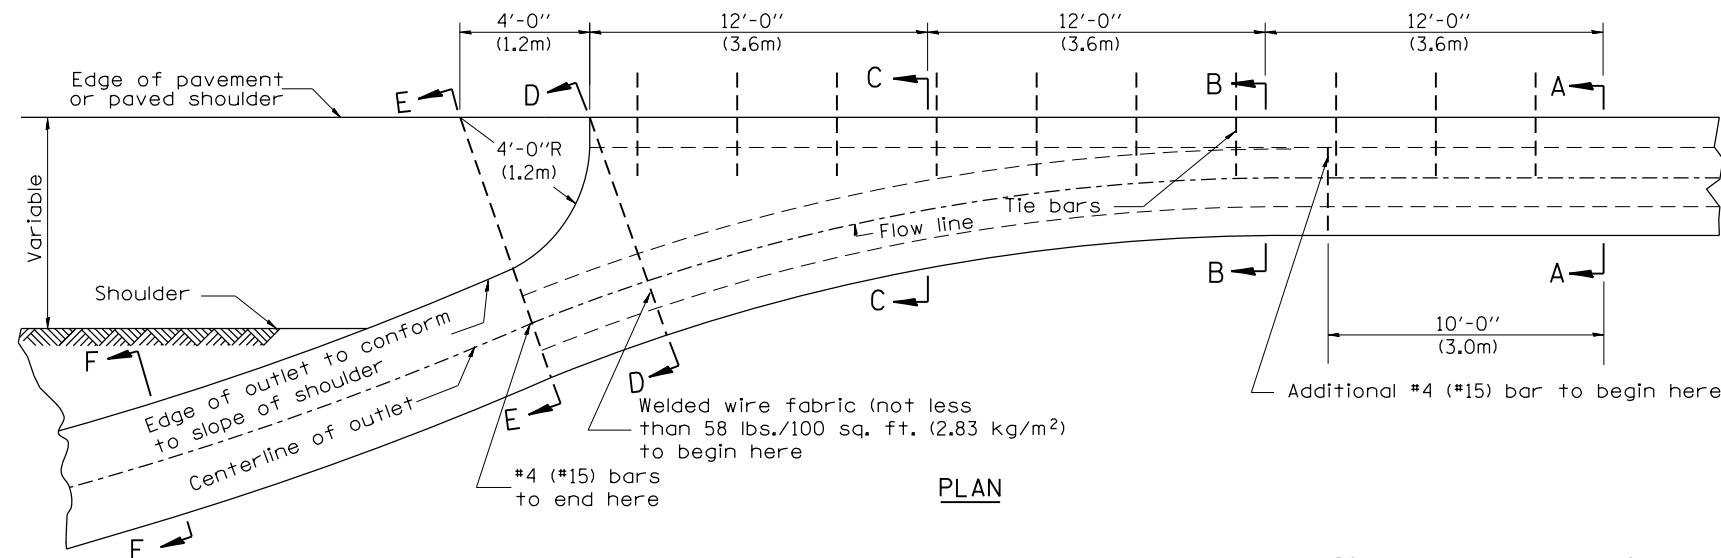 4'-0"
(1.2m)
12'-0"
(3.6m)
12'-0"
(3.6m)
12'-0"
(3.6m)
Edge of pavement
or paved shoulder
E
D
C
B
A
4'-0"R
(1.2m)
Variable
Tie bars
Flow line
Shoulder
B
A
C
10'-0"
(3.0m)
F
Edge of outlet to conform
to slope of shoulder
Centerline of outlet
D
E
Additional #4 (#15) bar to begin here
Welded wire fabric (not less
than 58 lbs./100 sq. ft. (2.83 kg/m²)
to begin here
#4 (#15) bars
to end here
PLAN
F